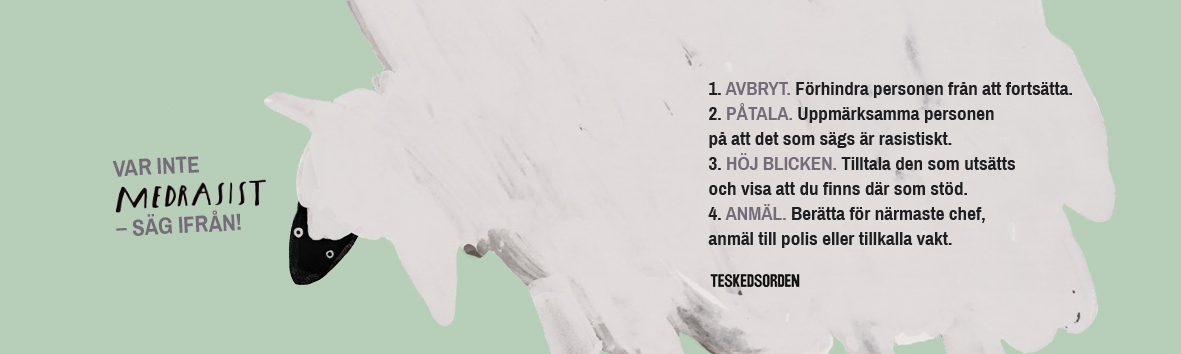 VAR INTE
MEDRASIST
– SÄG IFRÅN!
1. AVBRYT. Förhindra personen från att fortsätta.
2. PÅTALA. Uppmärksamma personen
på att det som sägs är rasistiskt.
3. HÖJ BLICKEN. Tilltala den som utsätts
och visa att du finns där som stöd.
4. ANMÄL. Berätta för närmaste chef,
anmäl till polis eller tillkalla vakt.
TESKEDSORDEN